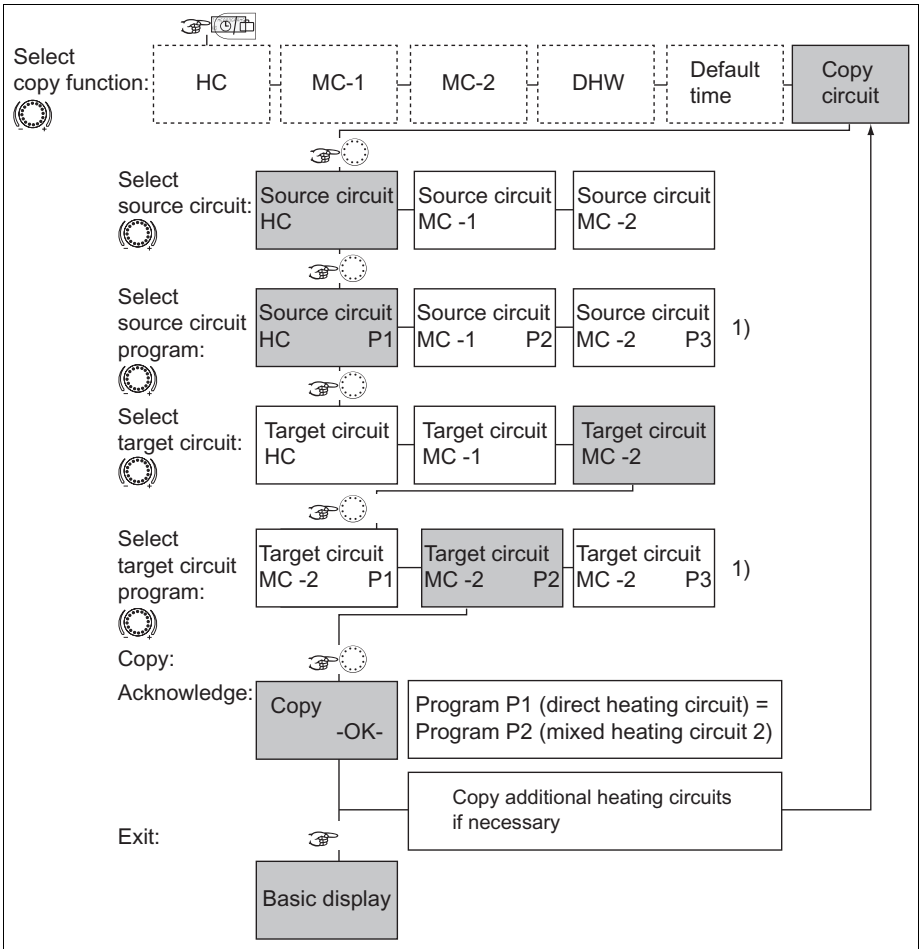 Select
copy function:
HC
MC-1
MC-2
DHW
Default
time
Copy
circuit
- +
Select
source circuit:
- +
Source circuit
HC
Source circuit
MC -1
Source circuit
MC -2
Select
source circuit
program:
- +
Source circuit
HC P1
Source circuit
MC -1 P2
Source circuit
MC -2 P3
1)
Select
target circuit:
- +
Target circuit
HC
Target circuit
MC -1
Target circuit
MC -2
Select
target circuit
program:
- +
Target circuit
MC -2 P1
Target circuit
MC -2 P2
Target circuit
MC -2 P3
1)
Copy:
Acknowledge:
Copy
-OK-
Program P1 (direct heating circuit) =
Program P2 (mixed heating circuit 2)
Copy additional heating circuits
if necessary
Exit:
Basic display